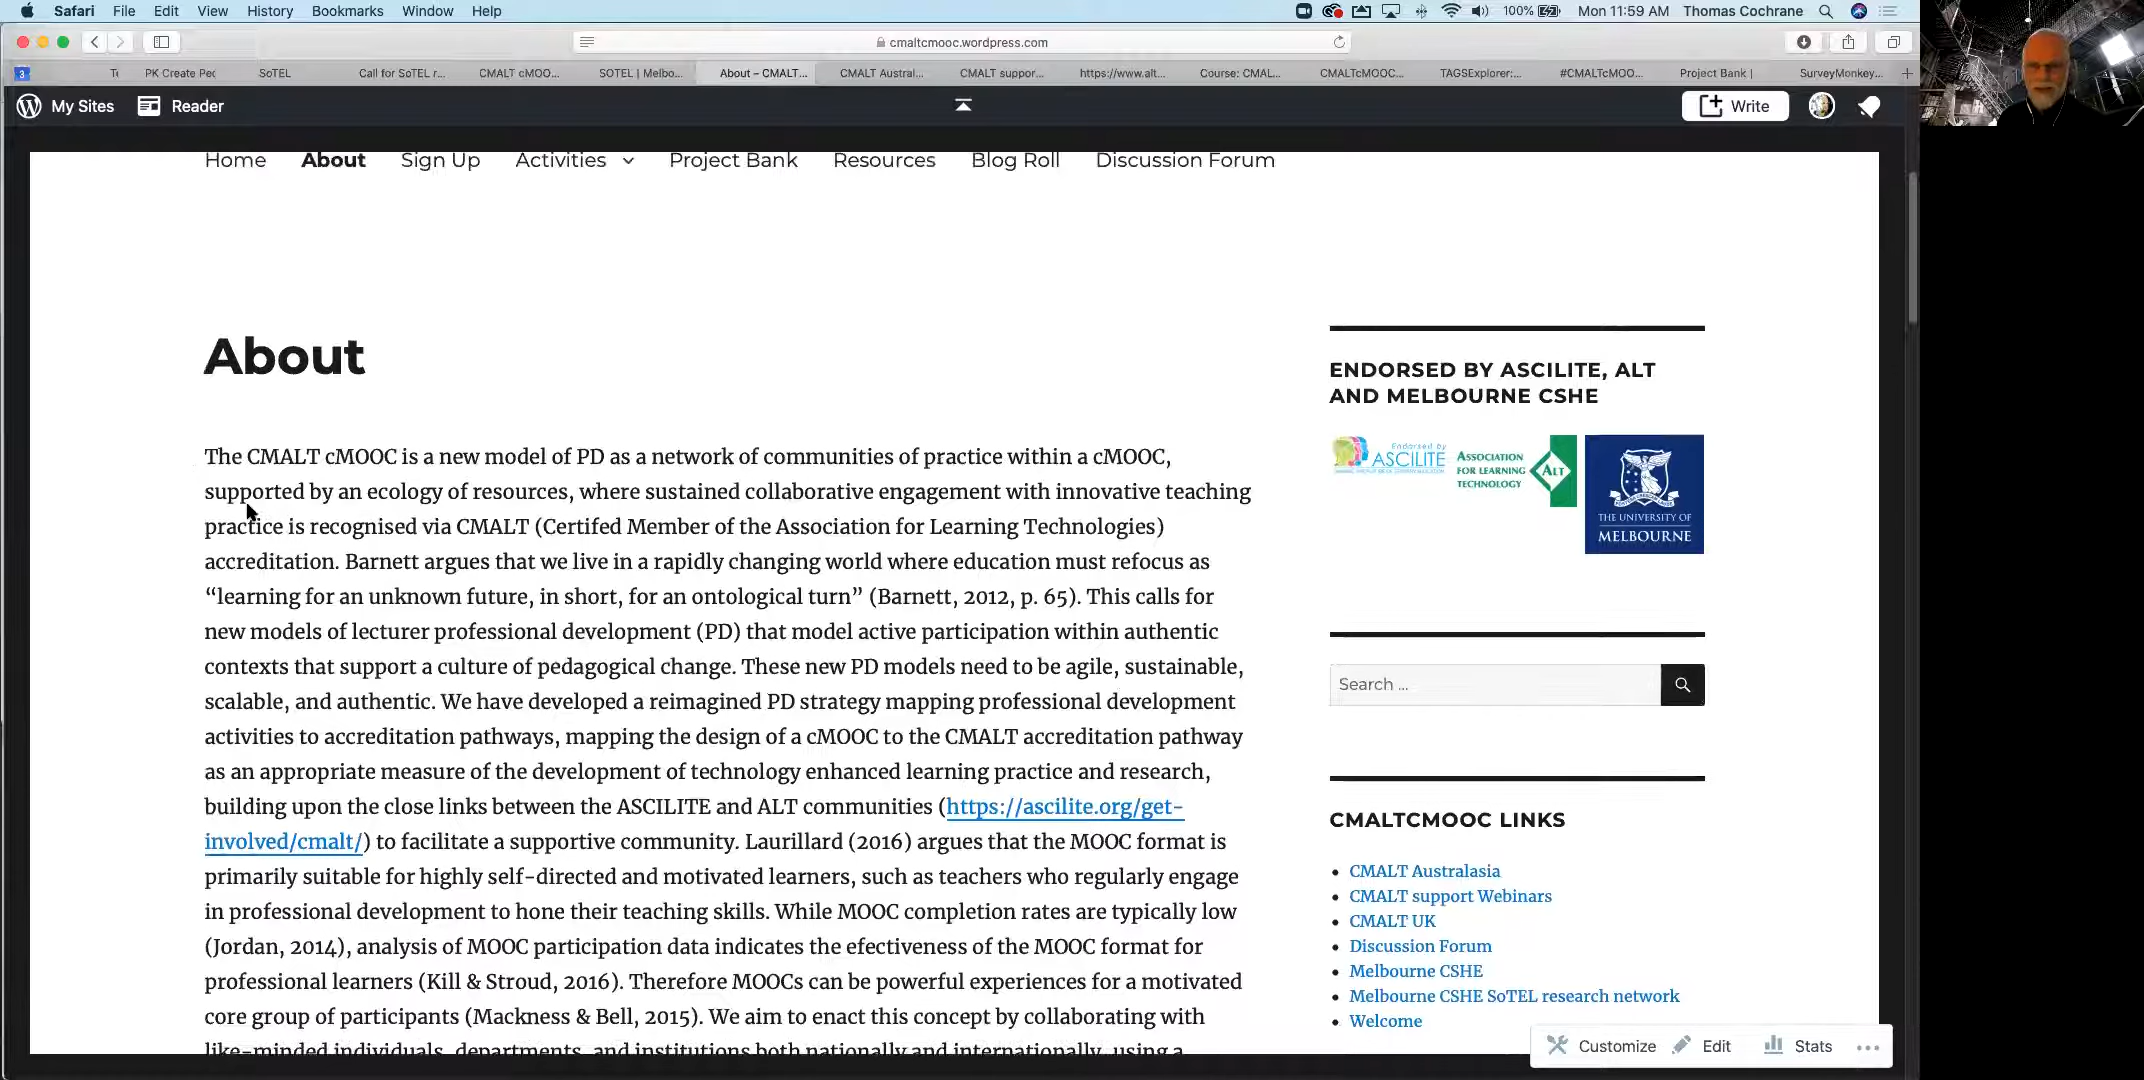 Safari File Edit View History Bookmarks Window Help 100% Mon 11:59 AM Thomas Cochrane
cmaltcmooc.wordpress.com
3 PK Create Pec SoTEL Call for SoTEL r... CMALT cMOO... SOTEL | Melbo... About – CMALT... CMALT Austral... CMALT suppor... https://www.alt... Course: CMAL... CMALTcMOOC... TAGSExplorer:... #CMALTcMOO... Project Bank | SurveyMonkey...
My Sites Reader Write
Home About Sign Up Activities Project Bank Resources Blog Roll Discussion Forum
About
The CMALT cMOOC is a new model of PD as a network of communities of practice within a cMOOC,
supported by an ecology of resources, where sustained collaborative engagement with innovative teaching
practice is recognised via CMALT (Certifed Member of the Association for Learning Technologies)
accreditation. Barnett argues that we live in a rapidly changing world where education must refocus as
“learning for an unknown future, in short, for an ontological turn” (Barnett, 2012, p. 65). This calls for
new models of lecturer professional development (PD) that model active participation within authentic
contexts that support a culture of pedagogical change. These new PD models need to be agile, sustainable,
scalable, and authentic. We have developed a reimagined PD strategy mapping professional development
activities to accreditation pathways, mapping the design of a cMOOC to the CMALT accreditation pathway
as an appropriate measure of the development of technology enhanced learning practice and research,
building upon the close links between the ASCILITE and ALT communities (https://ascilite.org/get-
involved/cmalt/) to facilitate a supportive community. Laurillard (2016) argues that the MOOC format is
primarily suitable for highly self-directed and motivated learners, such as teachers who regularly engage
in professional development to hone their teaching skills. While MOOC completion rates are typically low
(Jordan, 2014), analysis of MOOC participation data indicates the efectiveness of the MOOC format for
professional learners (Kill & Stroud, 2016). Therefore MOOCs can be powerful experiences for a motivated
core group of participants (Mackness & Bell, 2015). We aim to enact this concept by collaborating with
like-minded individuals, departments, and institutions both nationally and internationally, using a
ENDORSED BY ASCILITE, ALT
AND MELBOURNE CSHE
Endorsed by
ASCILITE
ASSOCIATION
FOR LEARNING
TECHNOLOGY
ALT
THE UNIVERSITY OF
MELBOURNE
Search ...
CMALTCMOOC LINKS
CMALT Australasia
CMALT support Webinars
CMALT UK
Discussion Forum
Melbourne CSHE
Melbourne CSHE SoTEL research network
Welcome
Customize Edit Stats